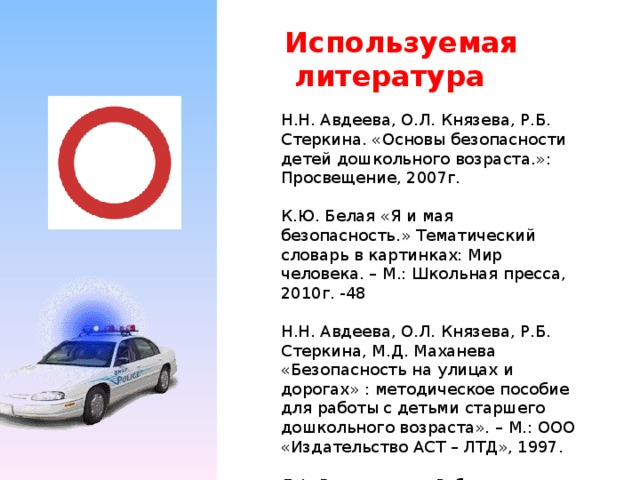 Используемая
литература
Н.Н. Авдеева, О.Л. Князева, Р.Б.
Стеркина. «Основы безопасности
детей дошкольного возраста.»:
Просвещение, 2007г.
К.Ю. Белая «Я и мая
безопасность.» Тематический
словарь в картинках: Мир
человека. – М.: Школьная пресса,
2010г. -48
Н.Н. Авдеева, О.Л. Князева, Р.Б.
Стеркина, М.Д. Маханева
«Безопасность на улицах и
дорогах» : методическое пособие
для работы с детьми старшего
дошкольного возраста». – М.: ООО
«Издательство АСТ – ЛТД», 1997.
POLICE